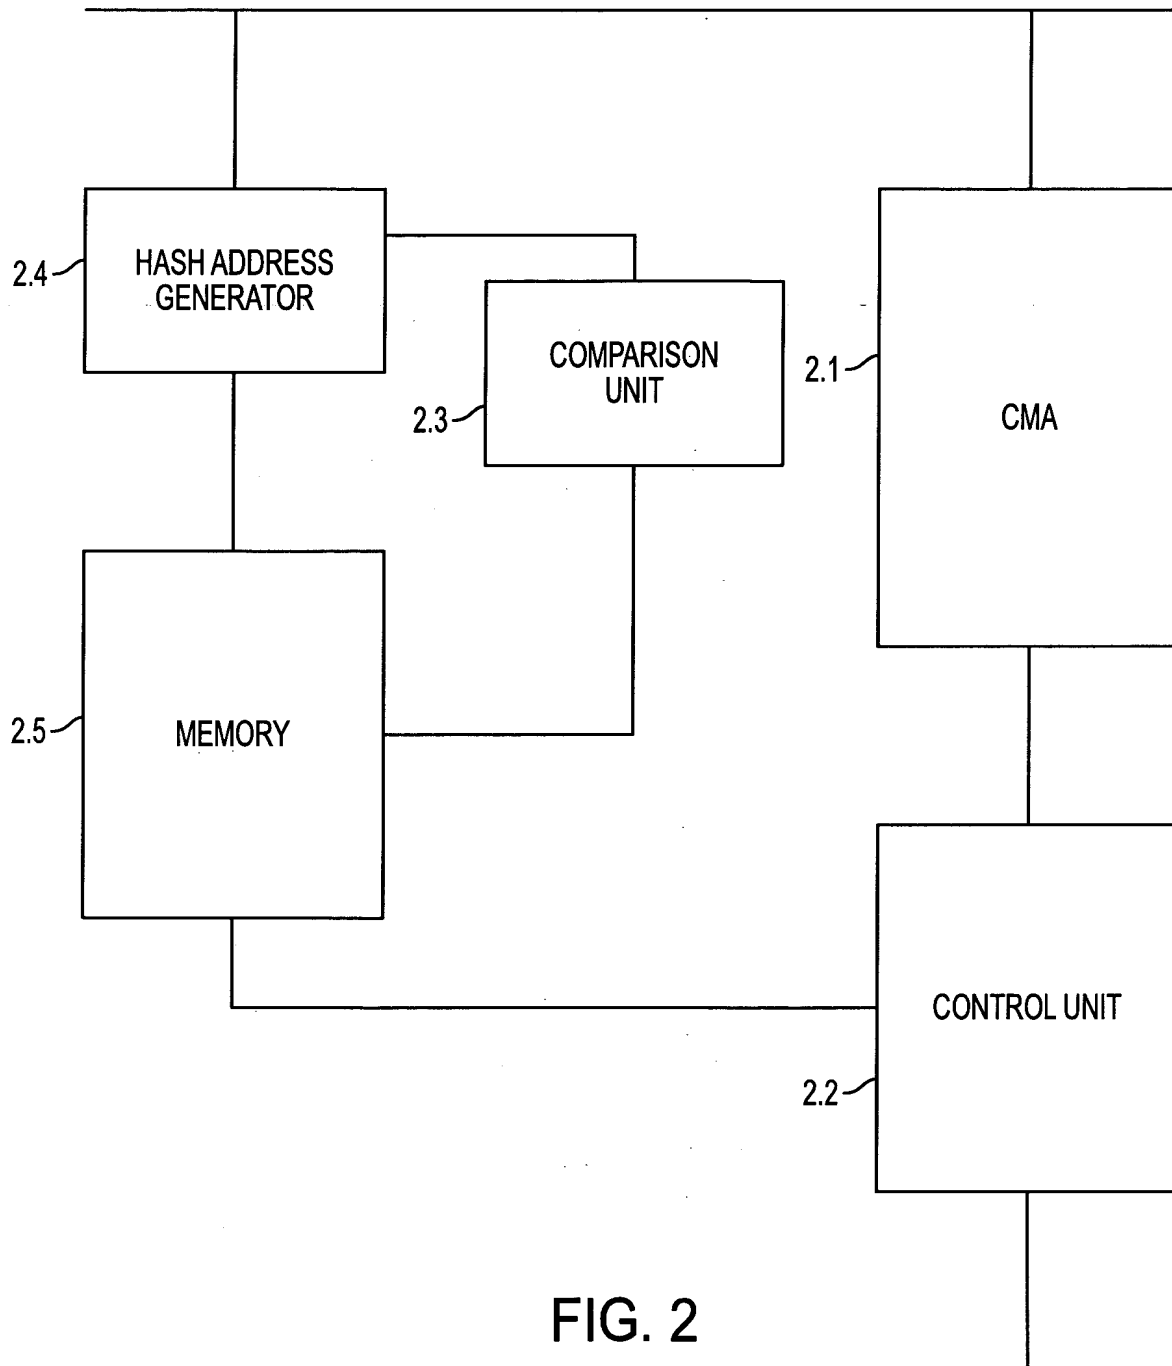 2.4
HASH ADDRESS
GENERATOR
COMPARISON
UNIT
2.3
2.1
CMA
2.5
MEMORY
CONTROL UNIT
2.2
FIG. 2